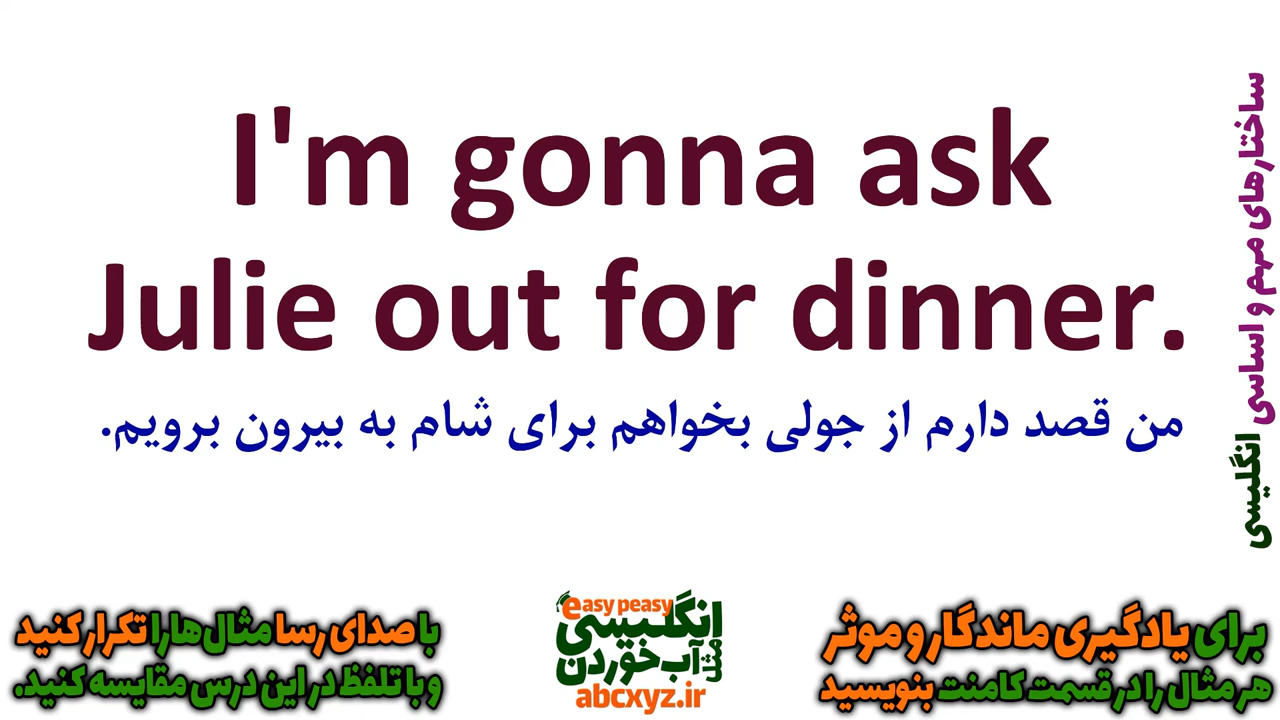 I'm gonna ask
Julie out for dinner.
من قصد دارم از جولی بخواهم برای شام به بیرون برویم.
ساختارهای مهم و اساسی انگلیسی
برای یادگیری ماندگار و موثر
هر مثال را در قسمت کامنت بنویسید
easy peasy
انگلیسی
مثل
آب خوردن
abcxyz.ir
با صدای رسا مثال‌ها را تکرار کنید
و با تلفظ در این درس مقایسه کنید.